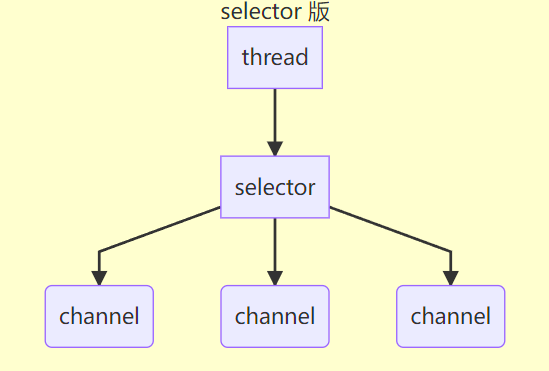 selector 版
thread
selector
channel
channel
channel